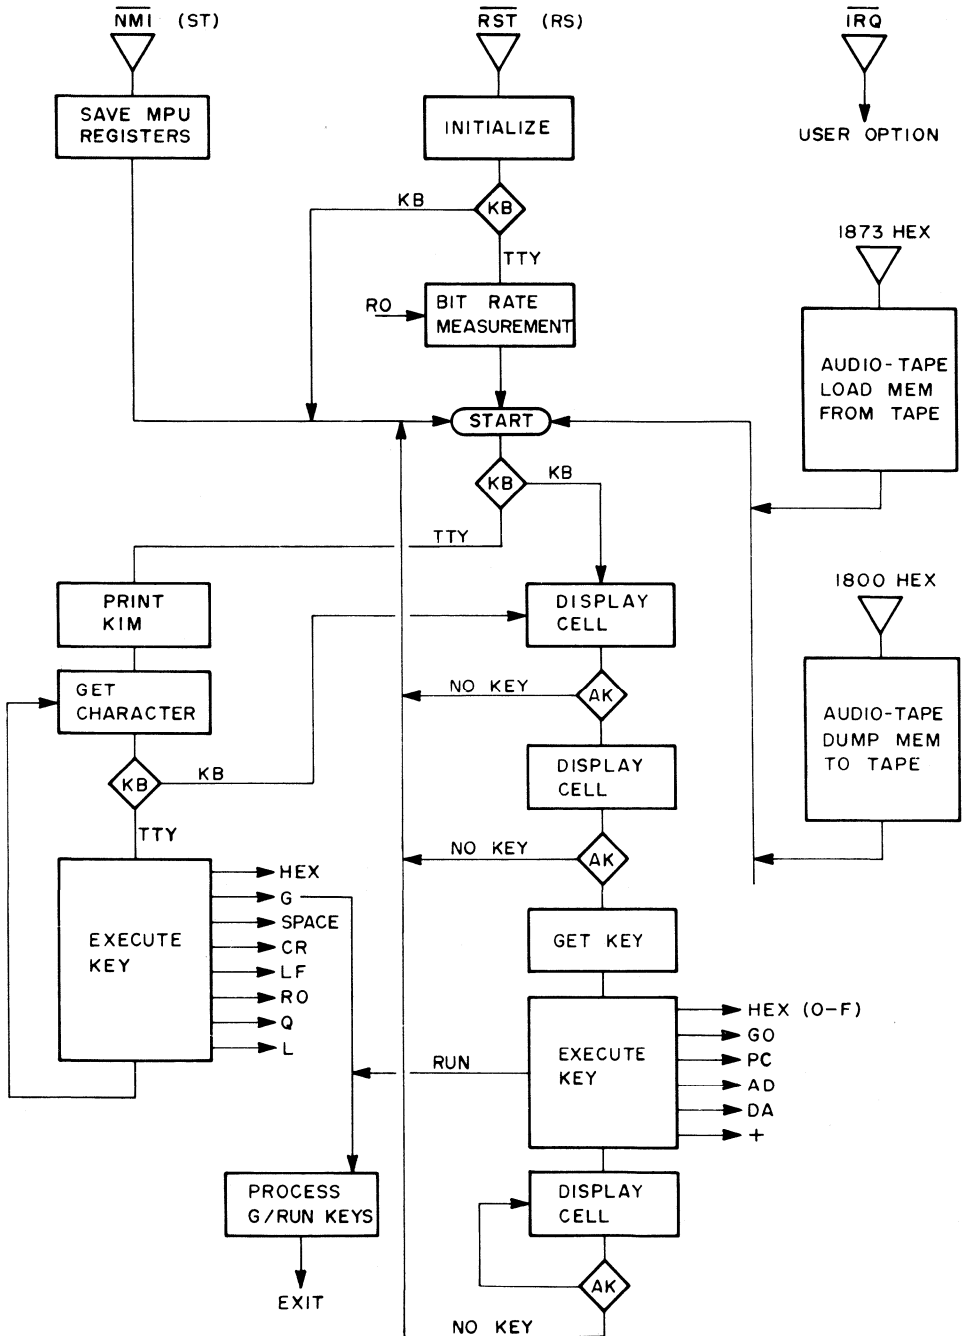 NMI (ST)
RST (RS)
IRQ
SAVE MPU
REGISTERS
INITIALIZE
USER OPTION
KB
KB
TTY
1873 HEX
RO
BIT RATE
MEASUREMENT
AUDIO-TAPE
LOAD MEM
FROM TAPE
START
KB
KB
TTY
PRINT
KIM
DISPLAY
CELL
1800 HEX
GET
CHARACTER
NO KEY
AK
AUDIO-TAPE
DUMP MEM
TO TAPE
KB
KB
DISPLAY
CELL
TTY
NO KEY
AK
HEX
G
SPACE
CR
LF
RO
Q
L
EXECUTE
KEY
GET KEY
HEX (0-F)
GO
PC
AD
DA
+
RUN
EXECUTE
KEY
PROCESS
G/RUN KEYS
DISPLAY
CELL
EXIT
AK
NO KEY